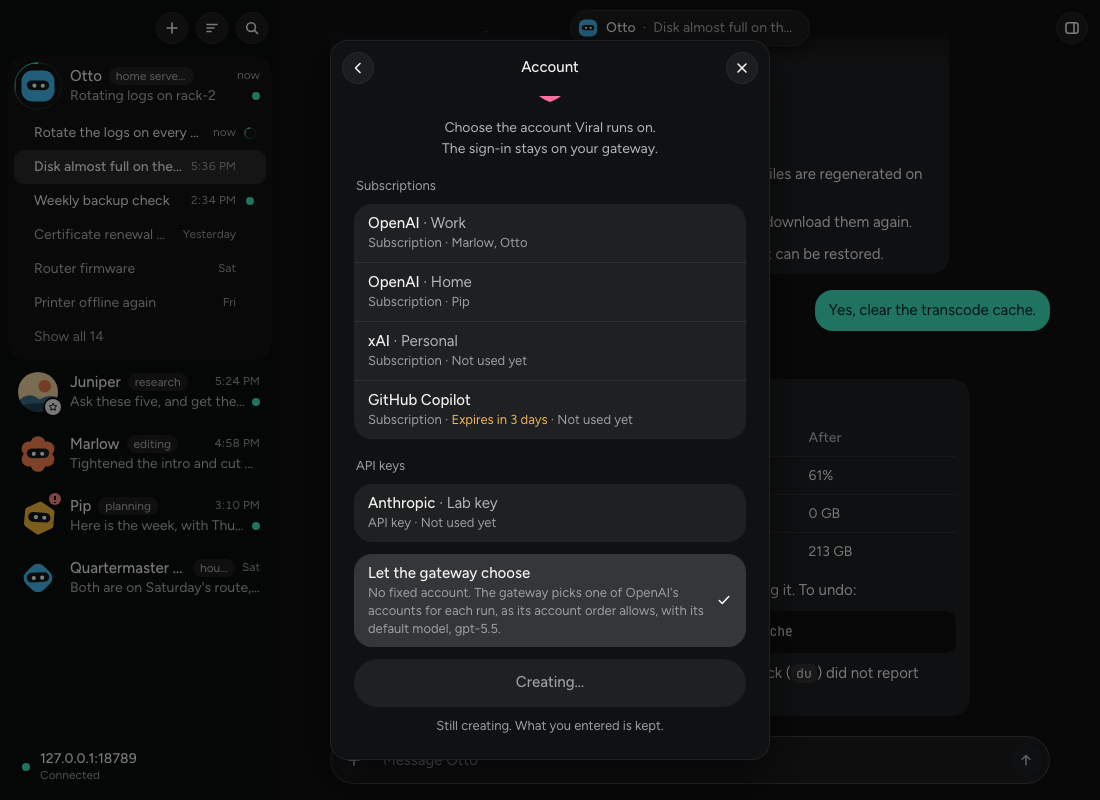 Otto · Disk almost full on th...
Otto home serve... now
Rotating logs on rack-2
Rotate the logs on every ... now
Disk almost full on the... 5:36 PM
Weekly backup check 2:34 PM
Certificate renewal ... Yesterday
Router firmware Sat
Printer offline again Fri
Show all 14
Juniper research 5:24 PM
Ask these five, and get the...
Marlow editing 4:58 PM
Tightened the intro and cut ...
Pip planning 3:10 PM
Here is the week, with Thu...
Quartermaster ... hou... Sat
Both are on Saturday's route,...
127.0.0.1:18789
Connected
Account
Choose the account Viral runs on.
The sign-in stays on your gateway.
Subscriptions
OpenAI · Work
Subscription · Marlow, Otto
OpenAI · Home
Subscription · Pip
xAI · Personal
Subscription · Not used yet
GitHub Copilot
Subscription · Expires in 3 days · Not used yet
API keys
Anthropic · Lab key
API key · Not used yet
Let the gateway choose
No fixed account. The gateway picks one of OpenAI's
accounts for each run, as its account order allows, with its
default model, gpt-5.5.
Creating...
Still creating. What you entered is kept.
are regenerated on
download them again.
can be restored.
Yes, clear the transcode cache.
After
61%
0 GB
213 GB
it. To undo:
(du) did not report
Message Otto